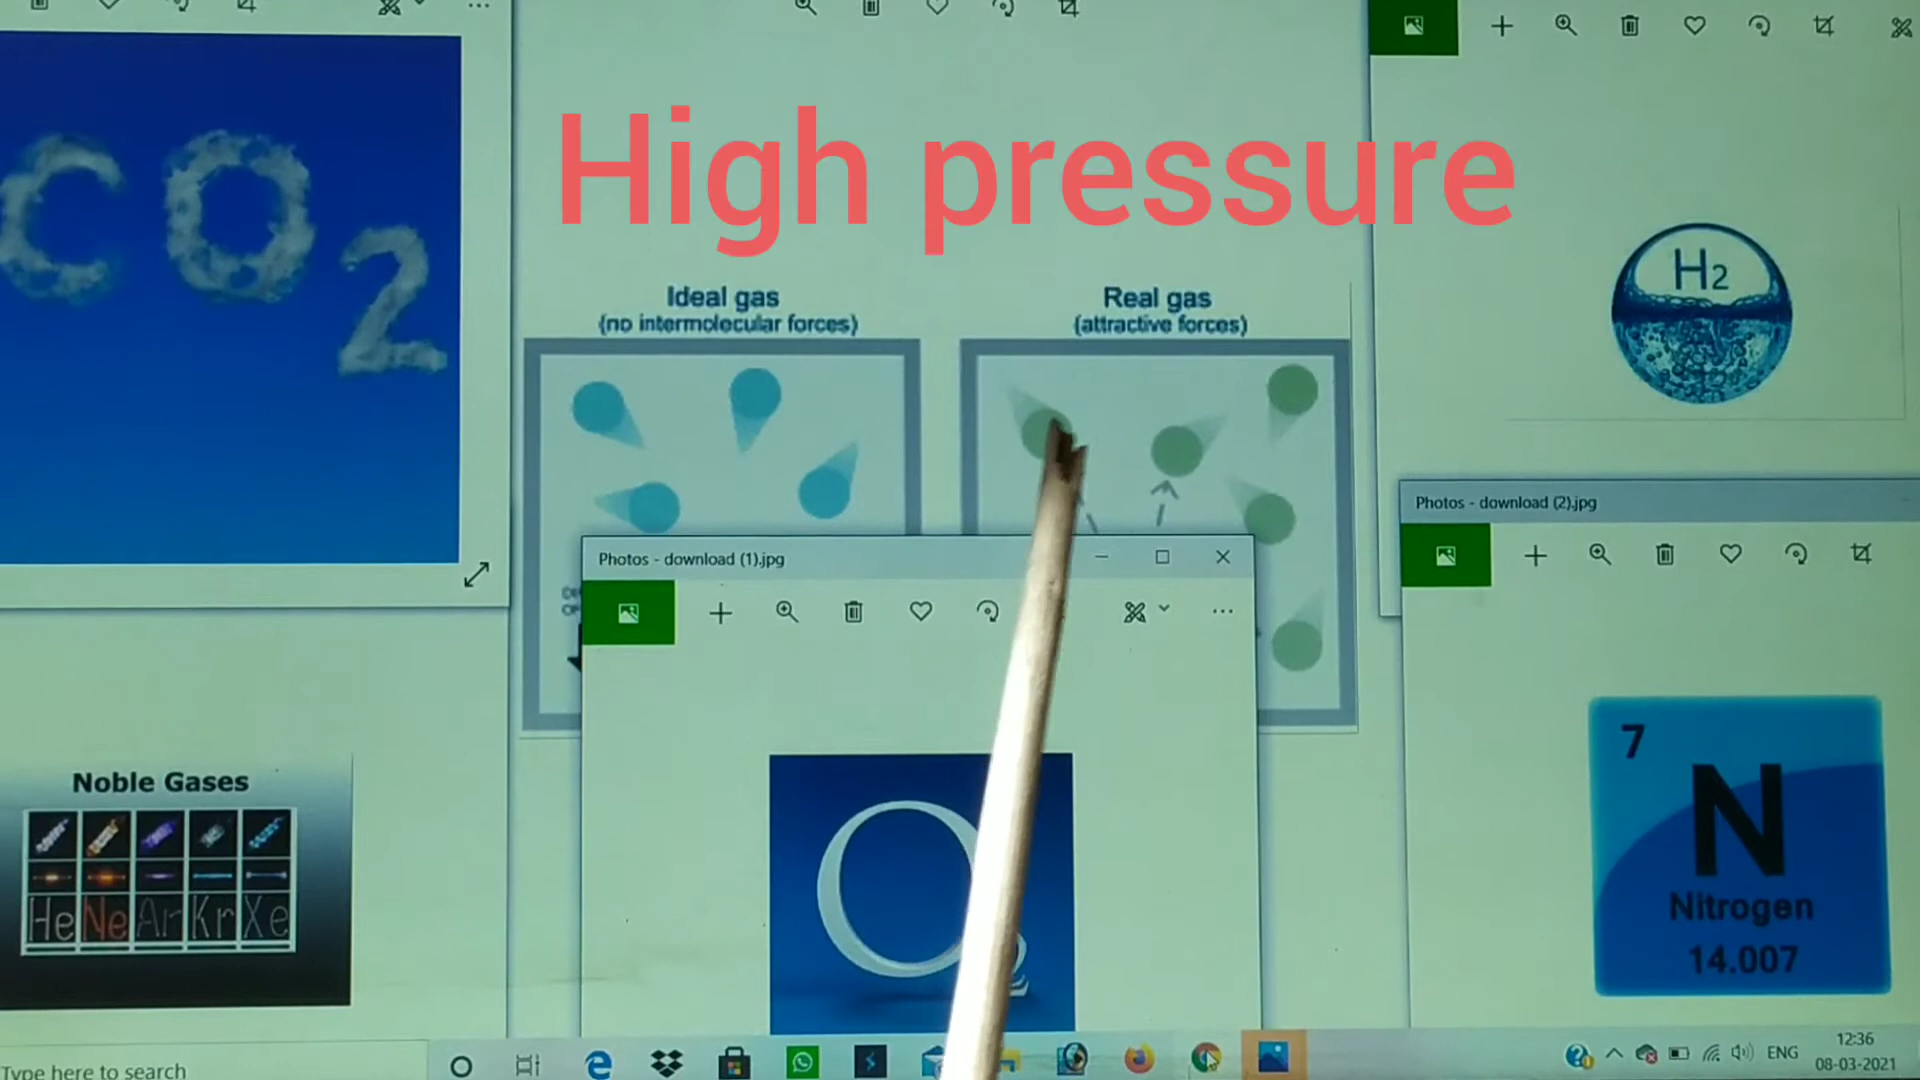 CO2
High pressure
Ideal gas
(no intermolecular forces)
Real gas
(attractive forces)
H2
Photos - download (2).jpg
Photos - download (1).jpg
Noble Gases
He Ne Ar Kr Xe
O2
7
N
Nitrogen
14.007
Type here to search
ENG
12:36
08-03-2021